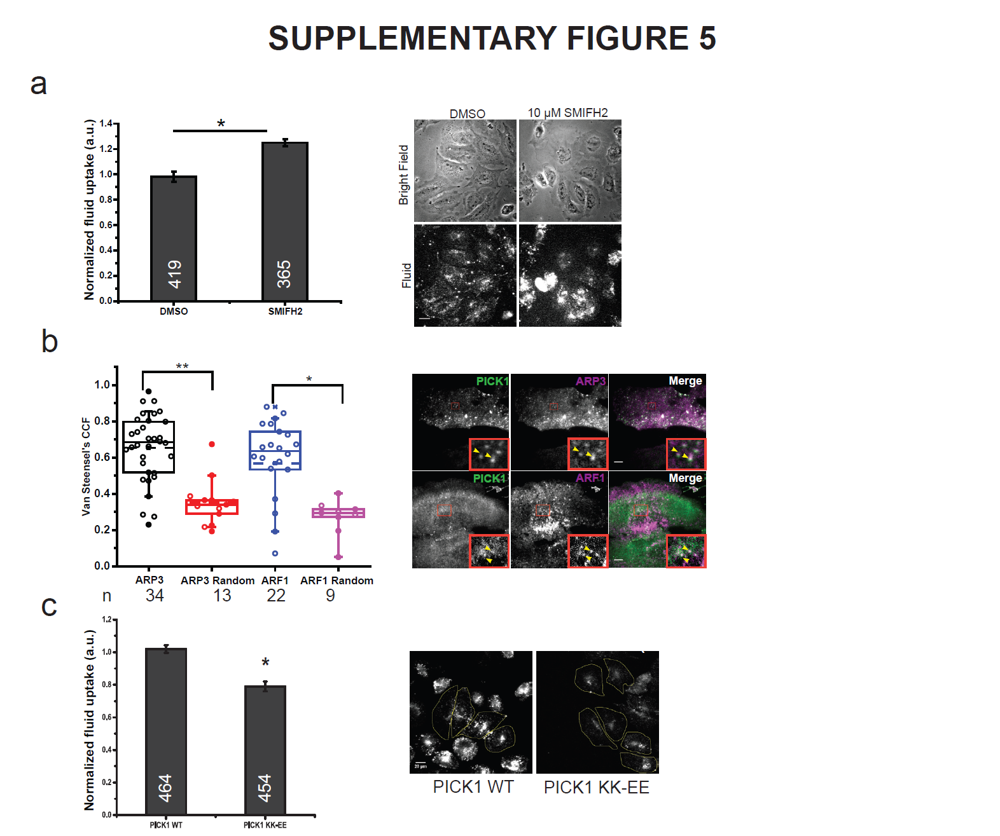 SUPPLEMENTARY FIGURE 5
a
Normalized fluid uptake (a.u.)
1.4
1.2
1.0
0.8
0.6
0.4
0.2
0.0
*
419
365
DMSO
SMIFH2
DMSO
10 µM SMIFH2
Bright Field
Fluid
b
Van Steensel's CCF
1.0
0.8
0.6
0.4
0.2
0.0
**
*
ARP3
ARP3 Random
ARF1
ARF1 Random
n
34
13
22
9
PICK1
ARP3
Merge
PICK1
ARF1
Merge
c
Normalized fluid uptake (a.u.)
1.2
1.0
0.8
0.6
0.4
0.2
0.0
*
464
454
PICK1 WT
PICK1 KK-EE
20 µm
PICK1 WT
PICK1 KK-EE